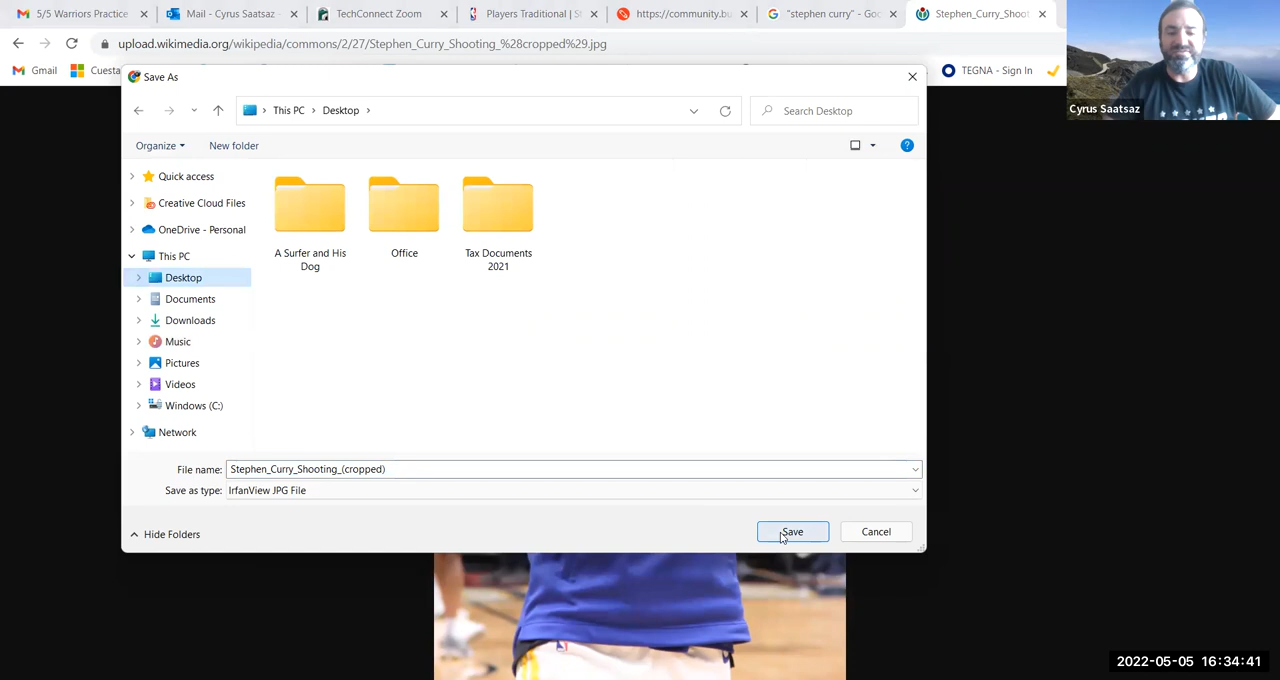 5/5 Warriors Practice
Mail - Cyrus Saatsaz -
TechConnect Zoom
Players Traditional | St
https://community.bu
"stephen curry" - Goo
Stephen_Curry_Shooti
upload.wikimedia.org/wikipedia/commons/2/27/Stephen_Curry_Shooting_%28cropped%29.jpg
Gmail
Cuesta
TEGNA - Sign In
Cyrus Saatsaz
Save As
This PC
Desktop
Search Desktop
Organize
New folder
Quick access
Creative Cloud Files
OneDrive - Personal
This PC
Desktop
Documents
Downloads
Music
Pictures
Videos
Windows (C:)
Network
A Surfer and His
Dog
Office
Tax Documents
2021
File name: Stephen_Curry_Shooting_(cropped)
Save as type: IrfanView JPG File
Hide Folders
Save
Cancel
2022-05-05 16:34:41